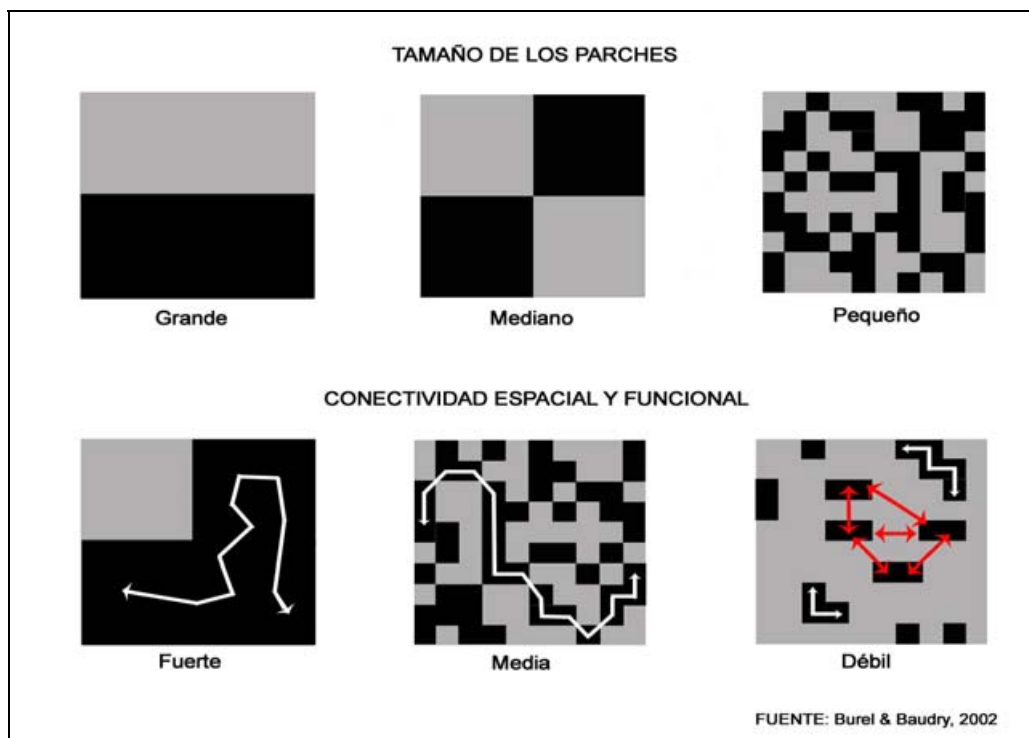 TAMAÑO DE LOS PARCHES
Grande
Mediano
Pequeño
CONECTIVIDAD ESPACIAL Y FUNCIONAL
Fuerte
Media
Débil
FUENTE: Burel & Baudry, 2002